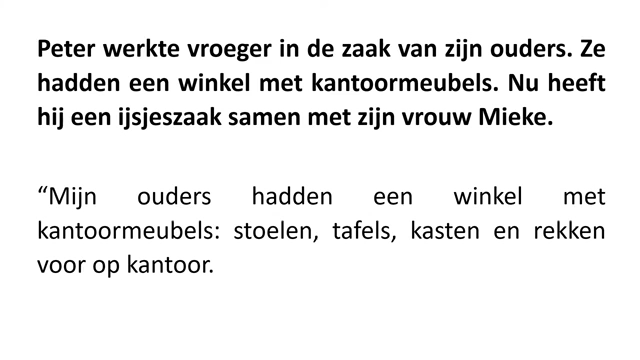 Peter werkte vroeger in de zaak van zijn ouders. Ze
hadden een winkel met kantoormeubels. Nu heeft
hij een ijsjeszaak samen met zijn vrouw Mieke.
“Mijn ouders hadden een winkel met
kantoormeubels: stoelen, tafels, kasten en rekken
voor op kantoor.